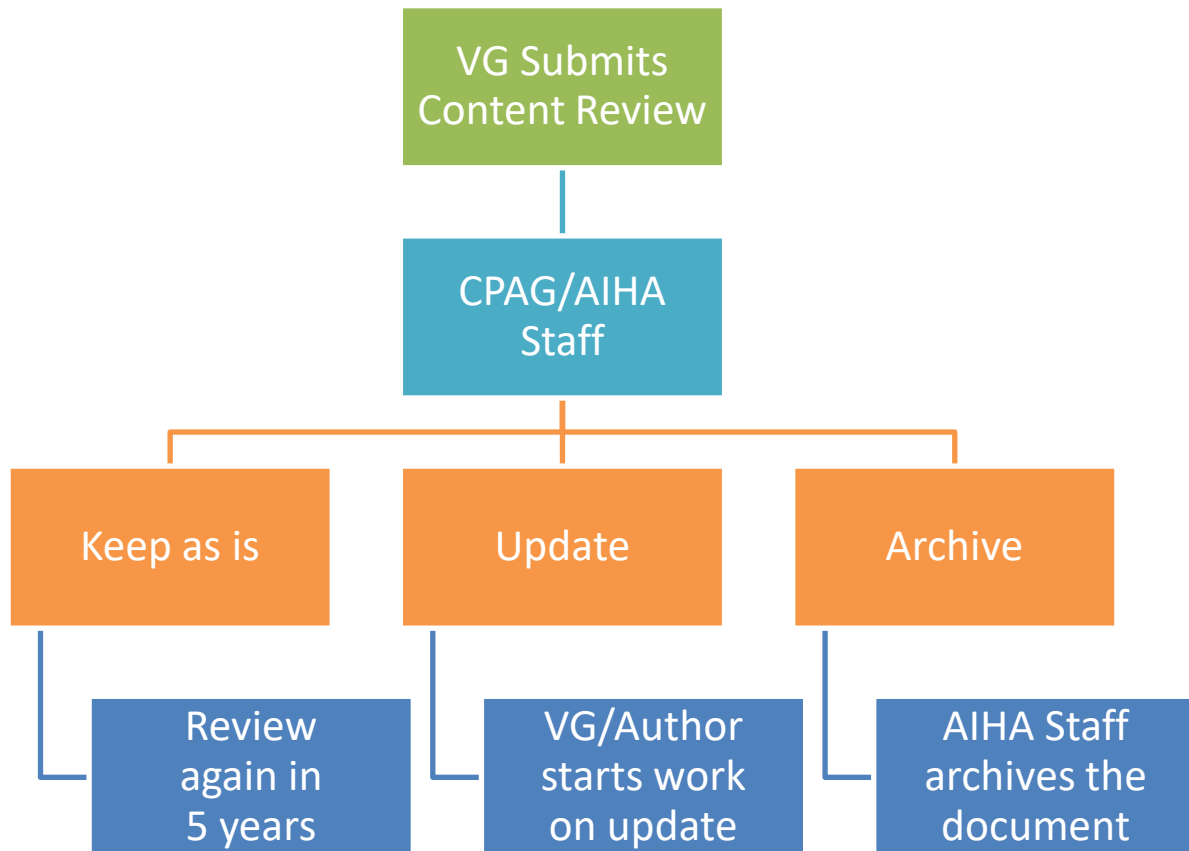 VG Submits
Content Review
CPAG/AIHA
Staff
Keep as is
Update
Archive
Review
again in
5 years
VG/Author
starts work
on update
AIHA Staff
archives the
document